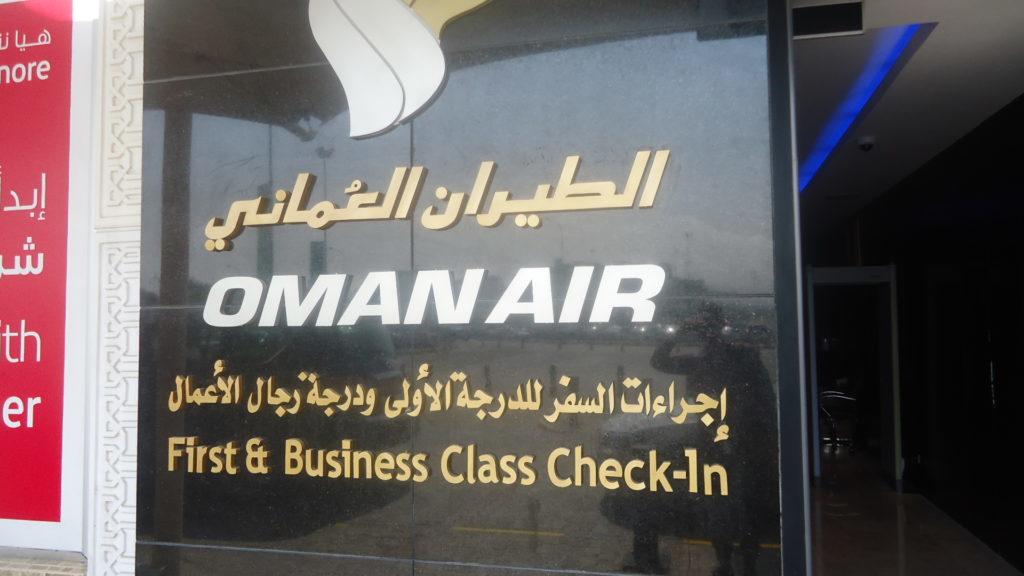 الطيران العُماني
OMAN AIR
إجراءات السفر للدرجة الأولى ودرجة رجال الأعمال
First & Business Class Check-In